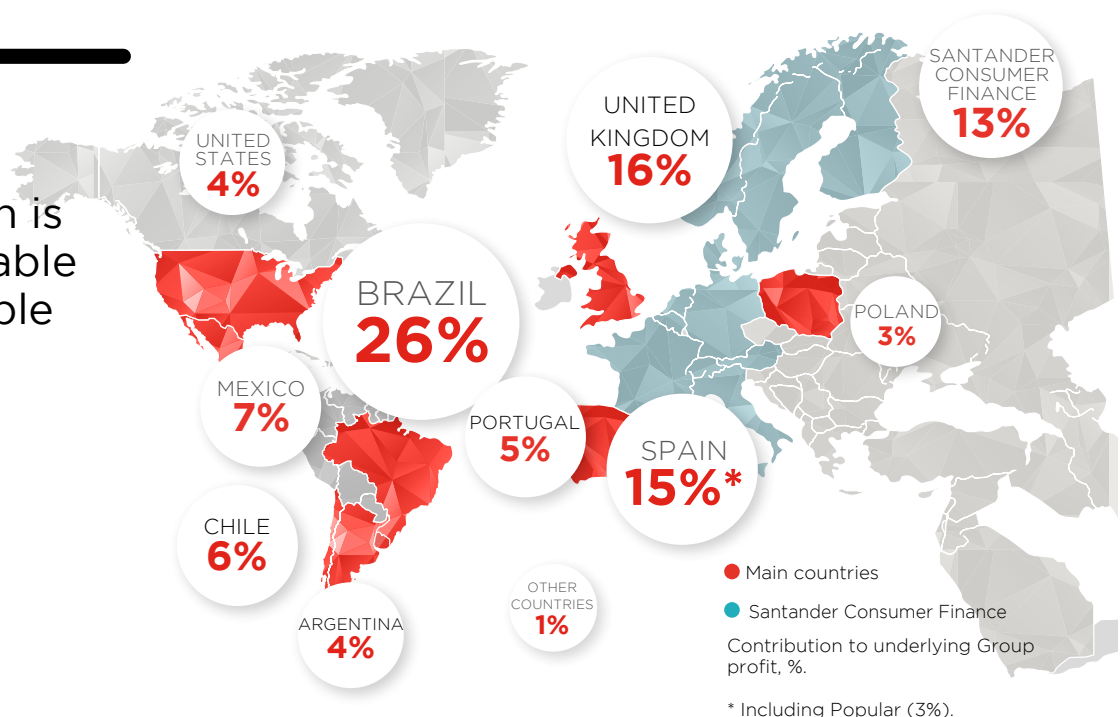 UNITED
STATES
4%
BRAZIL
26%
MEXICO
7%
CHILE
6%
ARGENTINA
4%
UNITED
KINGDOM
16%
SANTANDER
CONSUMER
FINANCE
13%
POLAND
3%
PORTUGAL
5%
SPAIN
15%*
OTHER
COUNTRIES
1%
Main countries
Santander Consumer Finance
Contribution to underlying Group
profit, %.
* Including Popular (3%).
is